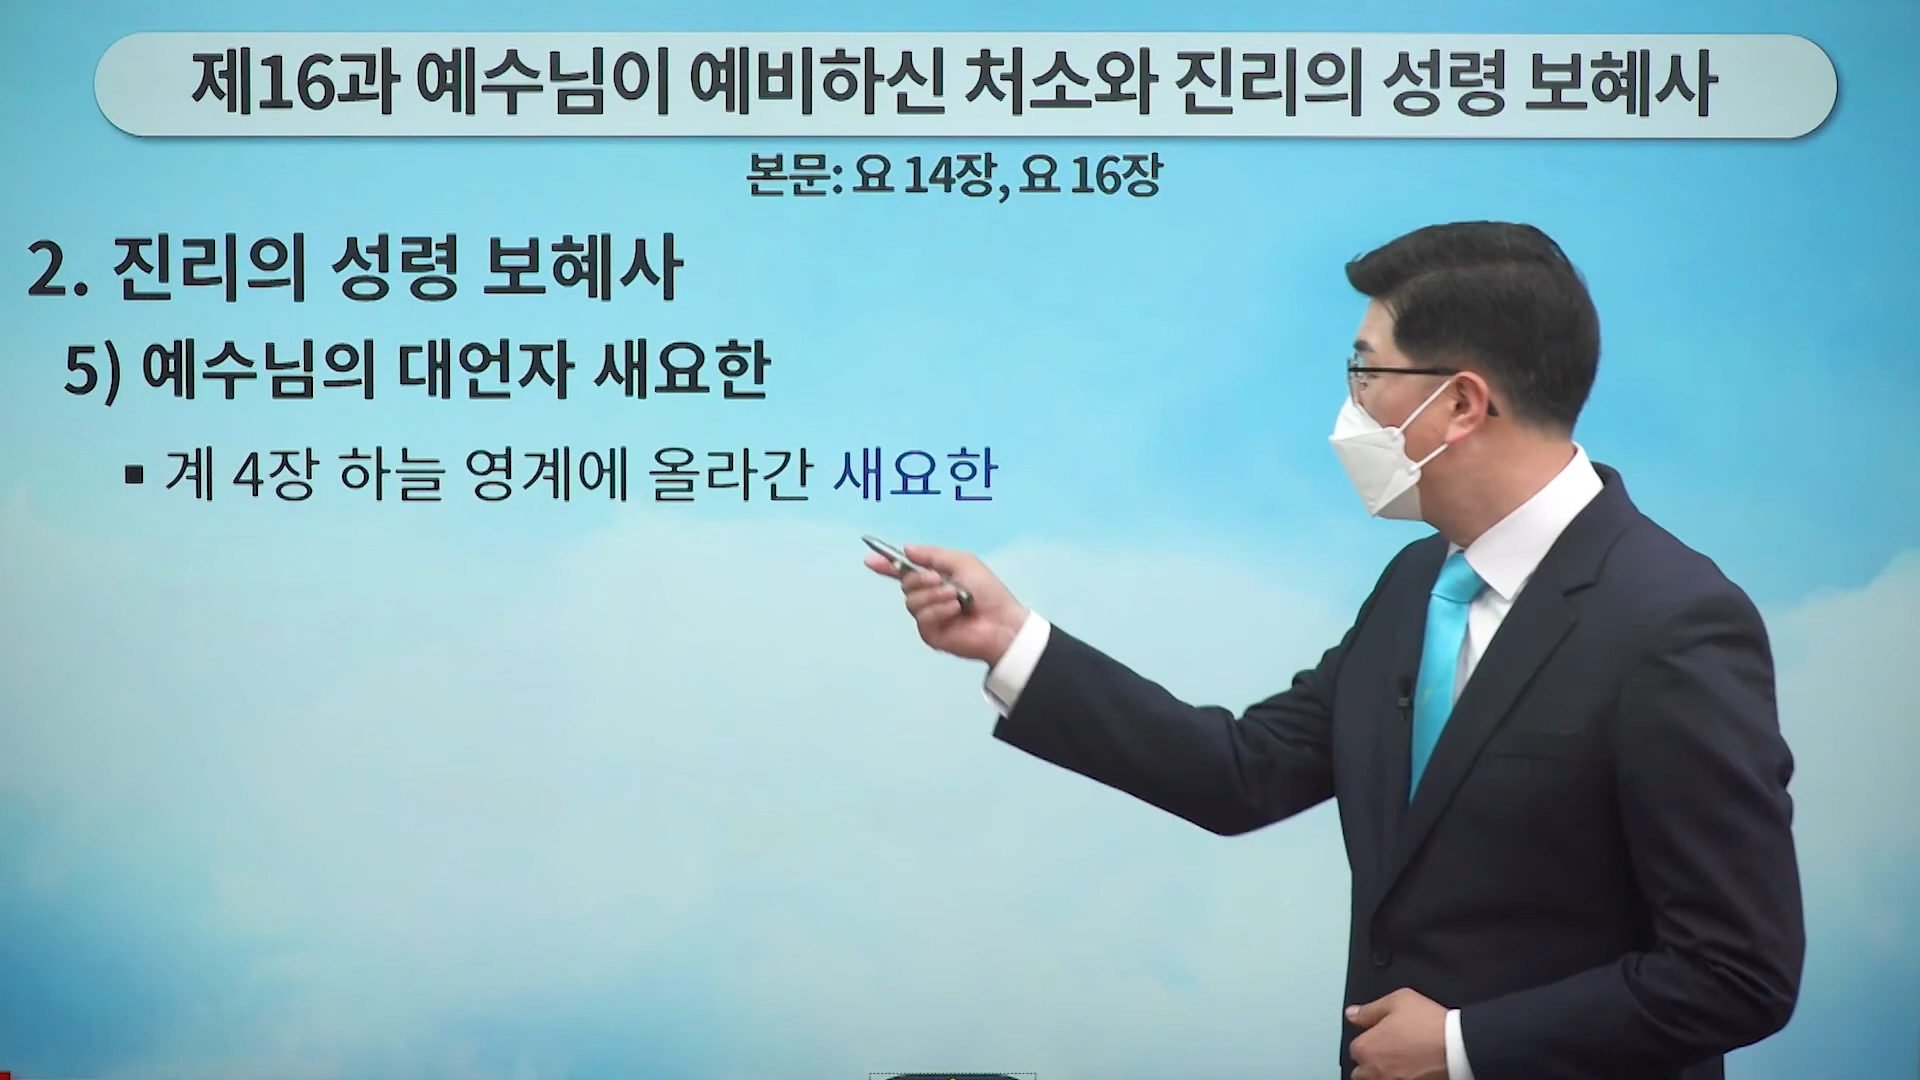 제16과 예수님이 예비하신 처소와 진리의 성령 보혜사
본문: 요 14장, 요 16장
2. 진리의 성령 보혜사
5) 예수님의 대언자 새요한
▪ 계 4장 하늘 영계에 올라간 새요한